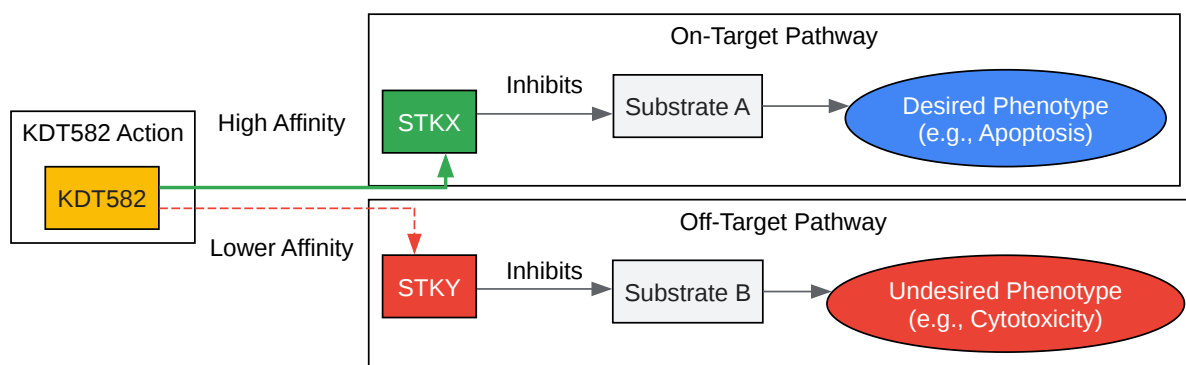 On-Target Pathway
KDT582 Action
KDT582
High Affinity
STKX
Inhibits
Substrate A
Desired Phenotype
(e.g., Apoptosis)
Lower Affinity
Off-Target Pathway
STKY
Inhibits
Substrate B
Undesired Phenotype
(e.g., Cytotoxicity)